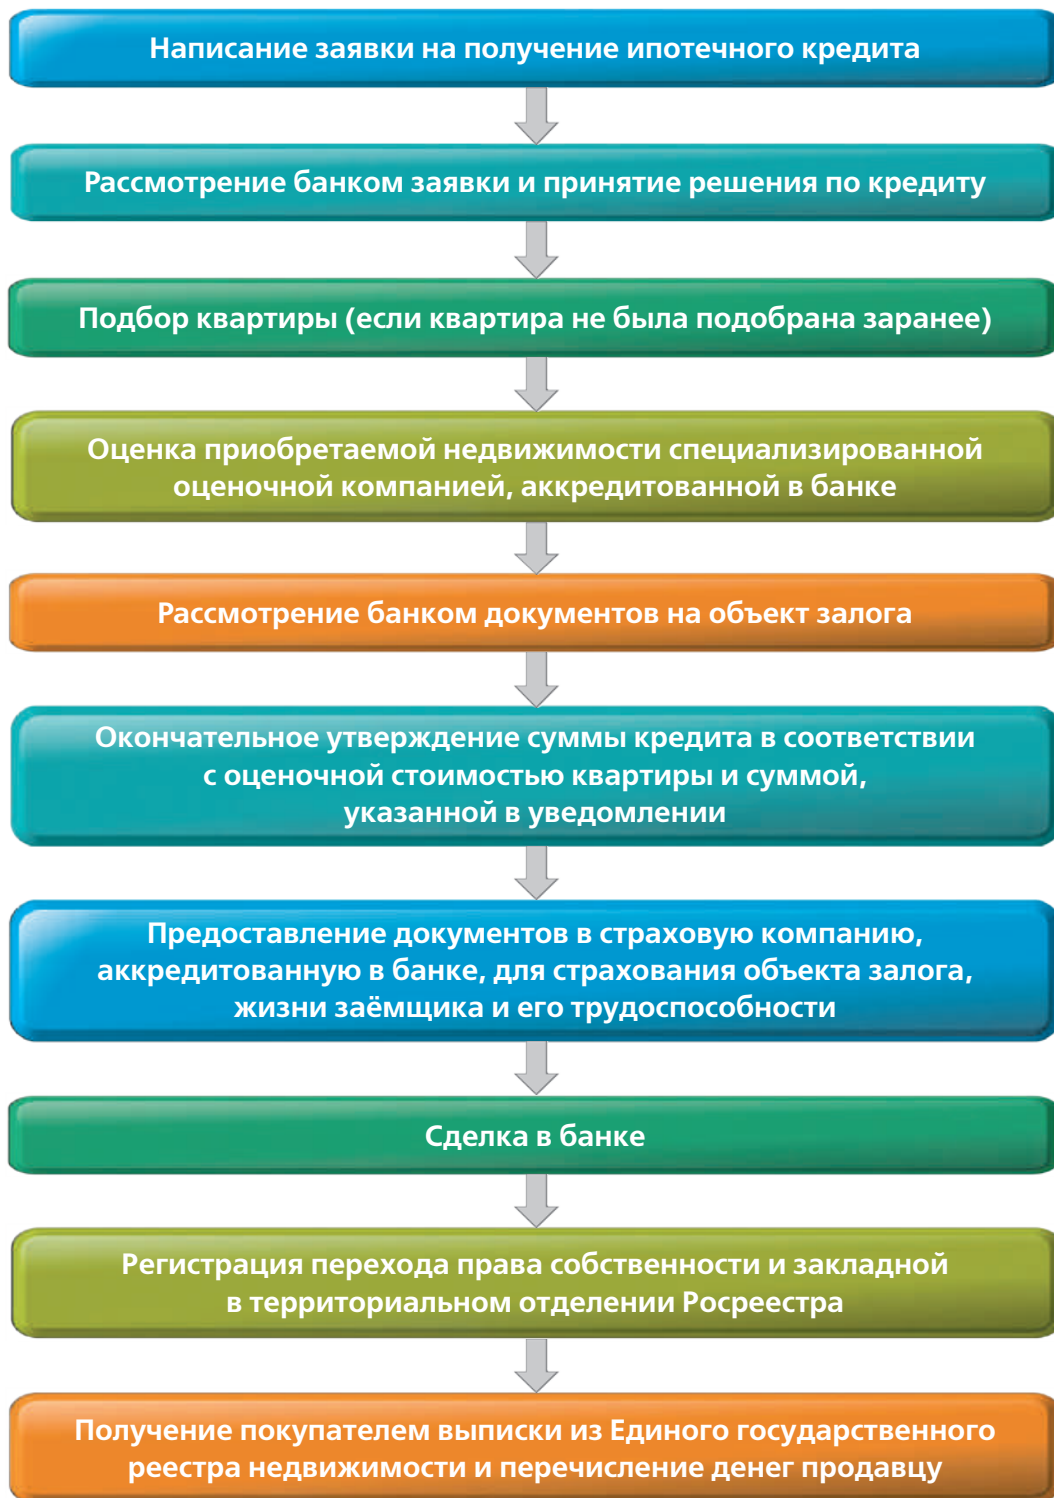 Написание заявки на получение ипотечного кредита
Рассмотрение банком заявки и принятие решения по кредиту
Подбор квартиры (если квартира не была подобрана заранее)
Оценка приобретаемой недвижимости специализированной
оценочной компанией, аккредитованной в банке
Рассмотрение банком документов на объект залога
Окончательное утверждение суммы кредита в соответствии
с оценочной стоимостью квартиры и суммой,
указанной в уведомлении
Предоставление документов в страховую компанию,
аккредитованную в банке, для страхования объекта залога,
жизни заёмщика и его трудоспособности
Сделка в банке
Регистрация перехода права собственности и закладной
в территориальном отделении Росреестра
Получение покупателем выписки из Единого государственного
реестра недвижимости и перечисление денег продавцу